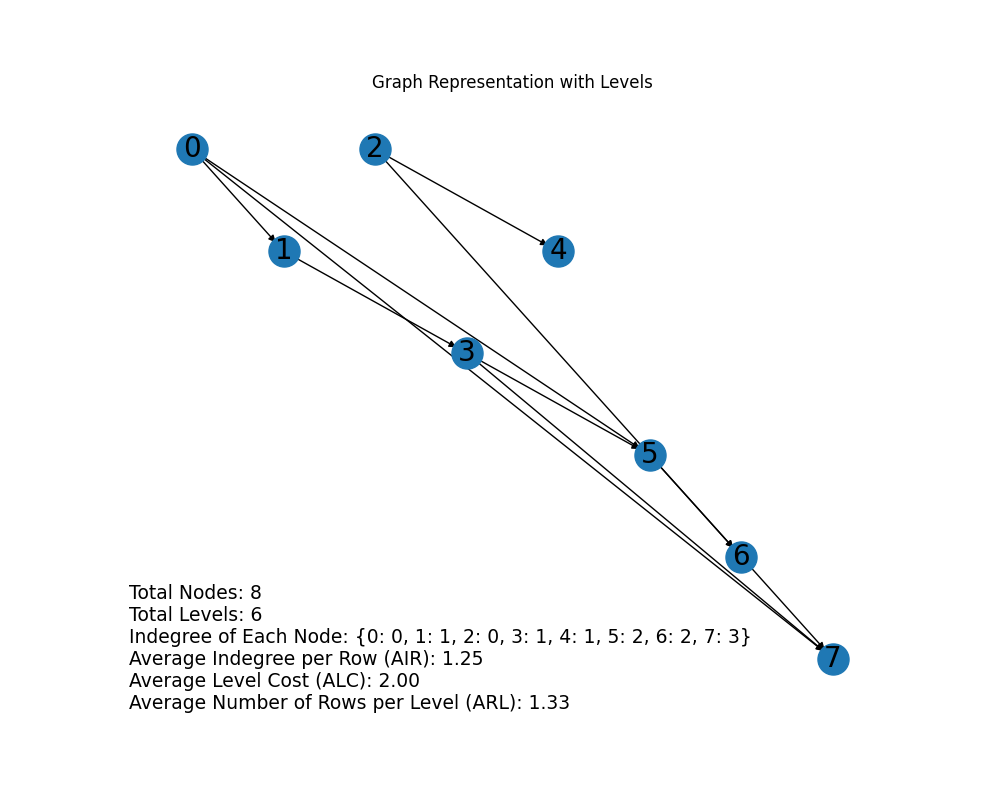 Graph Representation with Levels
0 2
1 4
3
5
6
7
Total Nodes: 8
Total Levels: 6
Indegree of Each Node: {0: 0, 1: 1, 2: 0, 3: 1, 4: 1, 5: 2, 6: 2, 7: 3}
Average Indegree per Row (AIR): 1.25
Average Level Cost (ALC): 2.00
Average Number of Rows per Level (ARL): 1.33